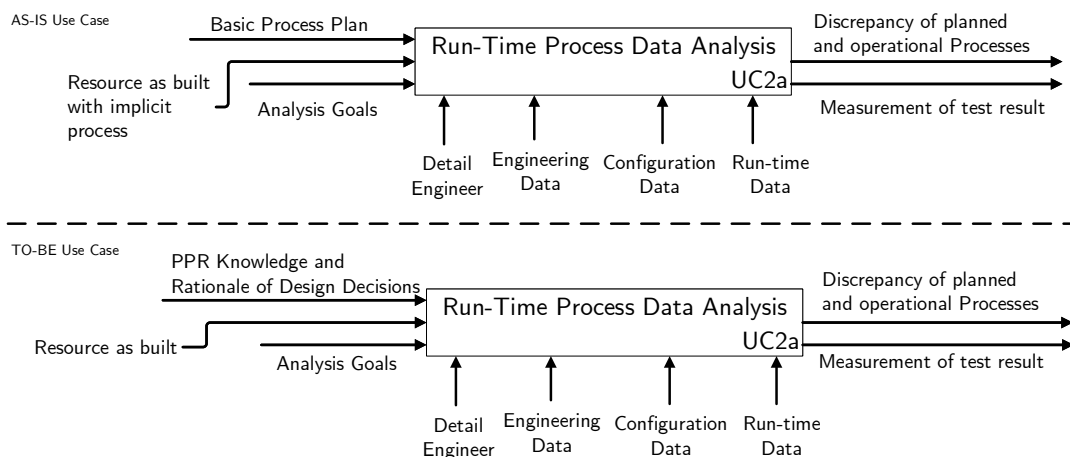 AS-IS Use Case
Basic Process Plan
Resource as built
with implicit
process
Analysis Goals
Run-Time Process Data Analysis
UC2a
Discrepancy of planned
and operational Processes
Measurement of test result
Detail
Engineer
Engineering
Data
Configuration
Data
Run-time
Data
TO-BE Use Case
PPR Knowledge and
Rationale of Design Decisions
Resource as built
Analysis Goals
Run-Time Process Data Analysis
UC2a
Discrepancy of planned
and operational Processes
Measurement of test result
Detail
Engineer
Engineering
Data
Configuration
Data
Run-time
Data